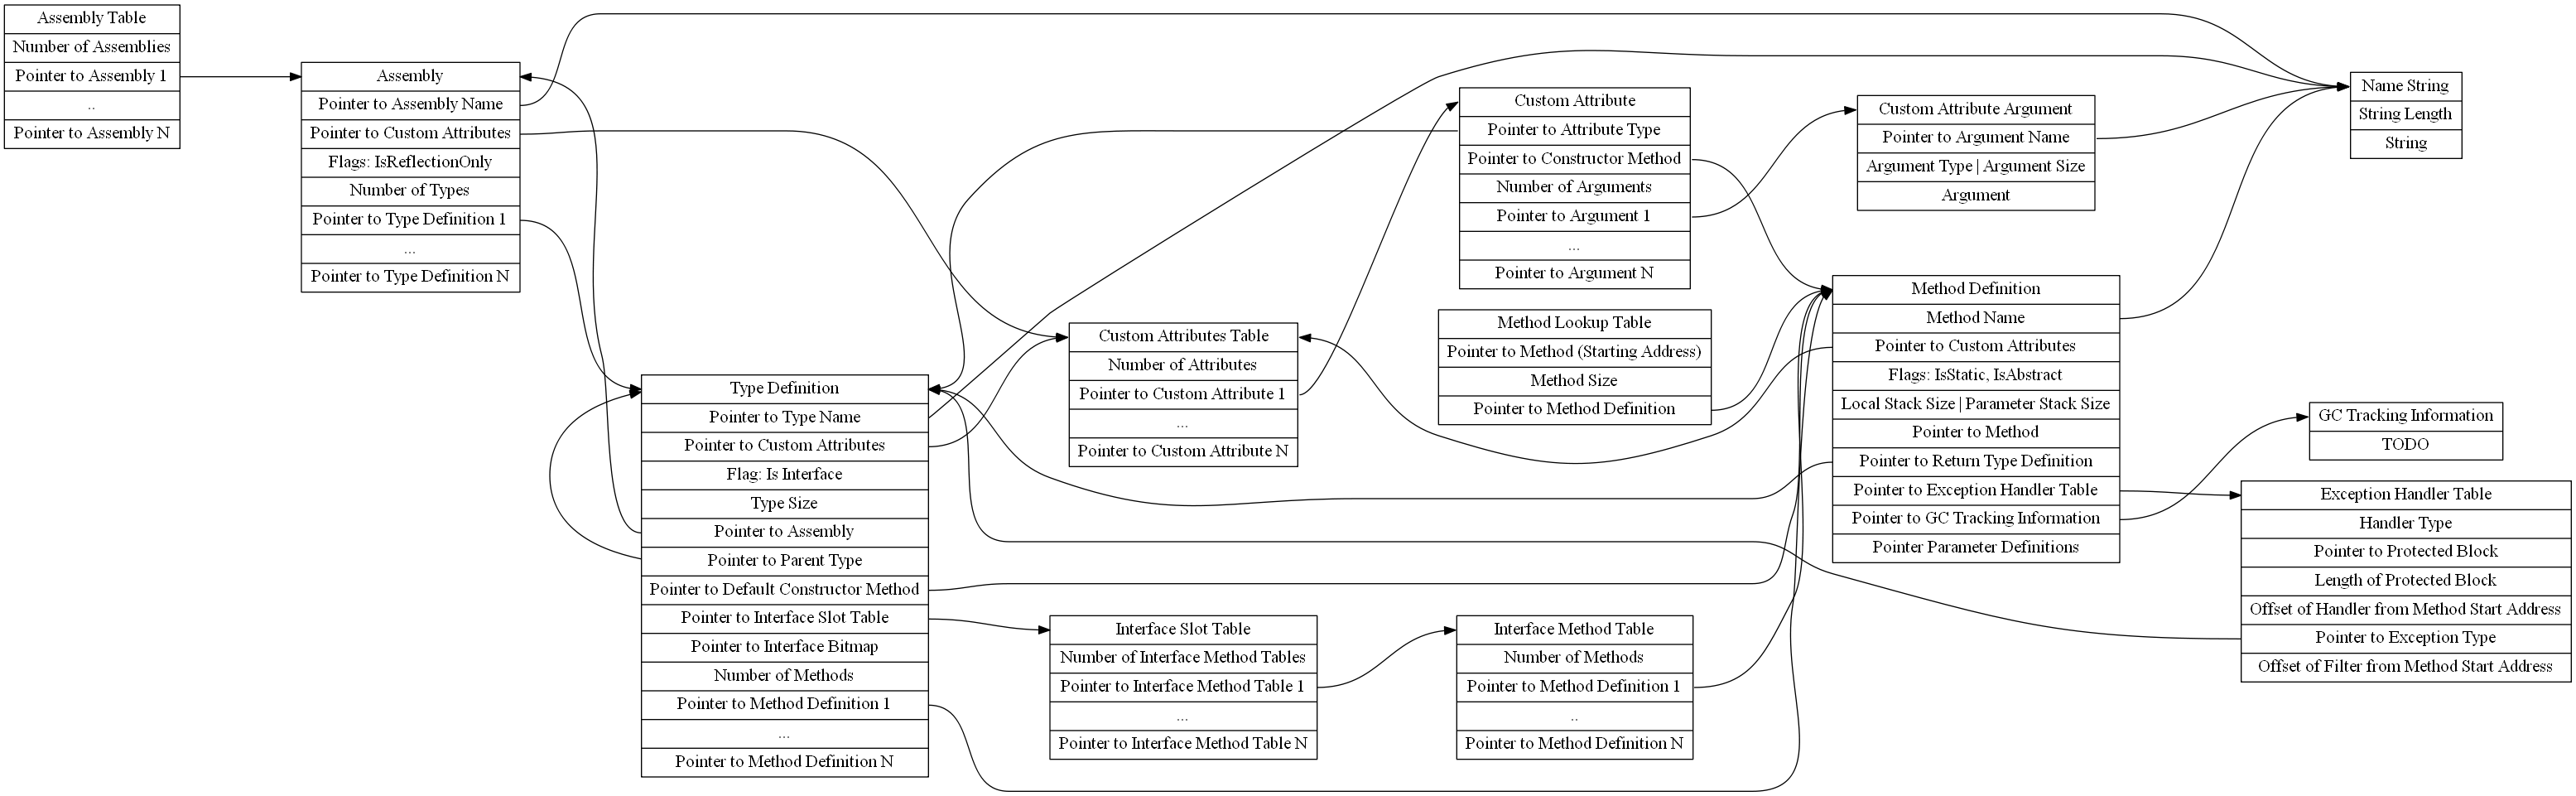 Assembly Table
Number of Assemblies
Pointer to Assembly 1
..
Pointer to Assembly N
Assembly
Pointer to Assembly Name
Pointer to Custom Attributes
Flags: IsReflectionOnly
Number of Types
Pointer to Type Definition 1
...
Pointer to Type Definition N
Type Definition
Pointer to Type Name
Pointer to Custom Attributes
Flag: Is Interface
Type Size
Pointer to Assembly
Pointer to Parent Type
Pointer to Default Constructor Method
Pointer to Interface Slot Table
Pointer to Interface Bitmap
Number of Methods
Pointer to Method Definition 1
...
Pointer to Method Definition N
Custom Attributes Table
Number of Attributes
Pointer to Custom Attribute 1
...
Pointer to Custom Attribute N
Interface Slot Table
Number of Interface Method Tables
Pointer to Interface Method Table 1
...
Pointer to Interface Method Table N
Custom Attribute
Pointer to Attribute Type
Pointer to Constructor Method
Number of Arguments
Pointer to Argument 1
...
Pointer to Argument N
Method Lookup Table
Pointer to Method (Starting Address)
Method Size
Pointer to Method Definition
Interface Method Table
Number of Methods
Pointer to Method Definition 1
..
Pointer to Method Definition N
Custom Attribute Argument
Pointer to Argument Name
Argument Type | Argument Size
Argument
Method Definition
Method Name
Pointer to Custom Attributes
Flags: IsStatic, IsAbstract
Local Stack Size | Parameter Stack Size
Pointer to Method
Pointer to Return Type Definition
Pointer to Exception Handler Table
Pointer to GC Tracking Information
Pointer Parameter Definitions
Name String
String Length
String
GC Tracking Information
TODO
Exception Handler Table
Handler Type
Pointer to Protected Block
Length of Protected Block
Offset of Handler from Method Start Address
Pointer to Exception Type
Offset of Filter from Method Start Address